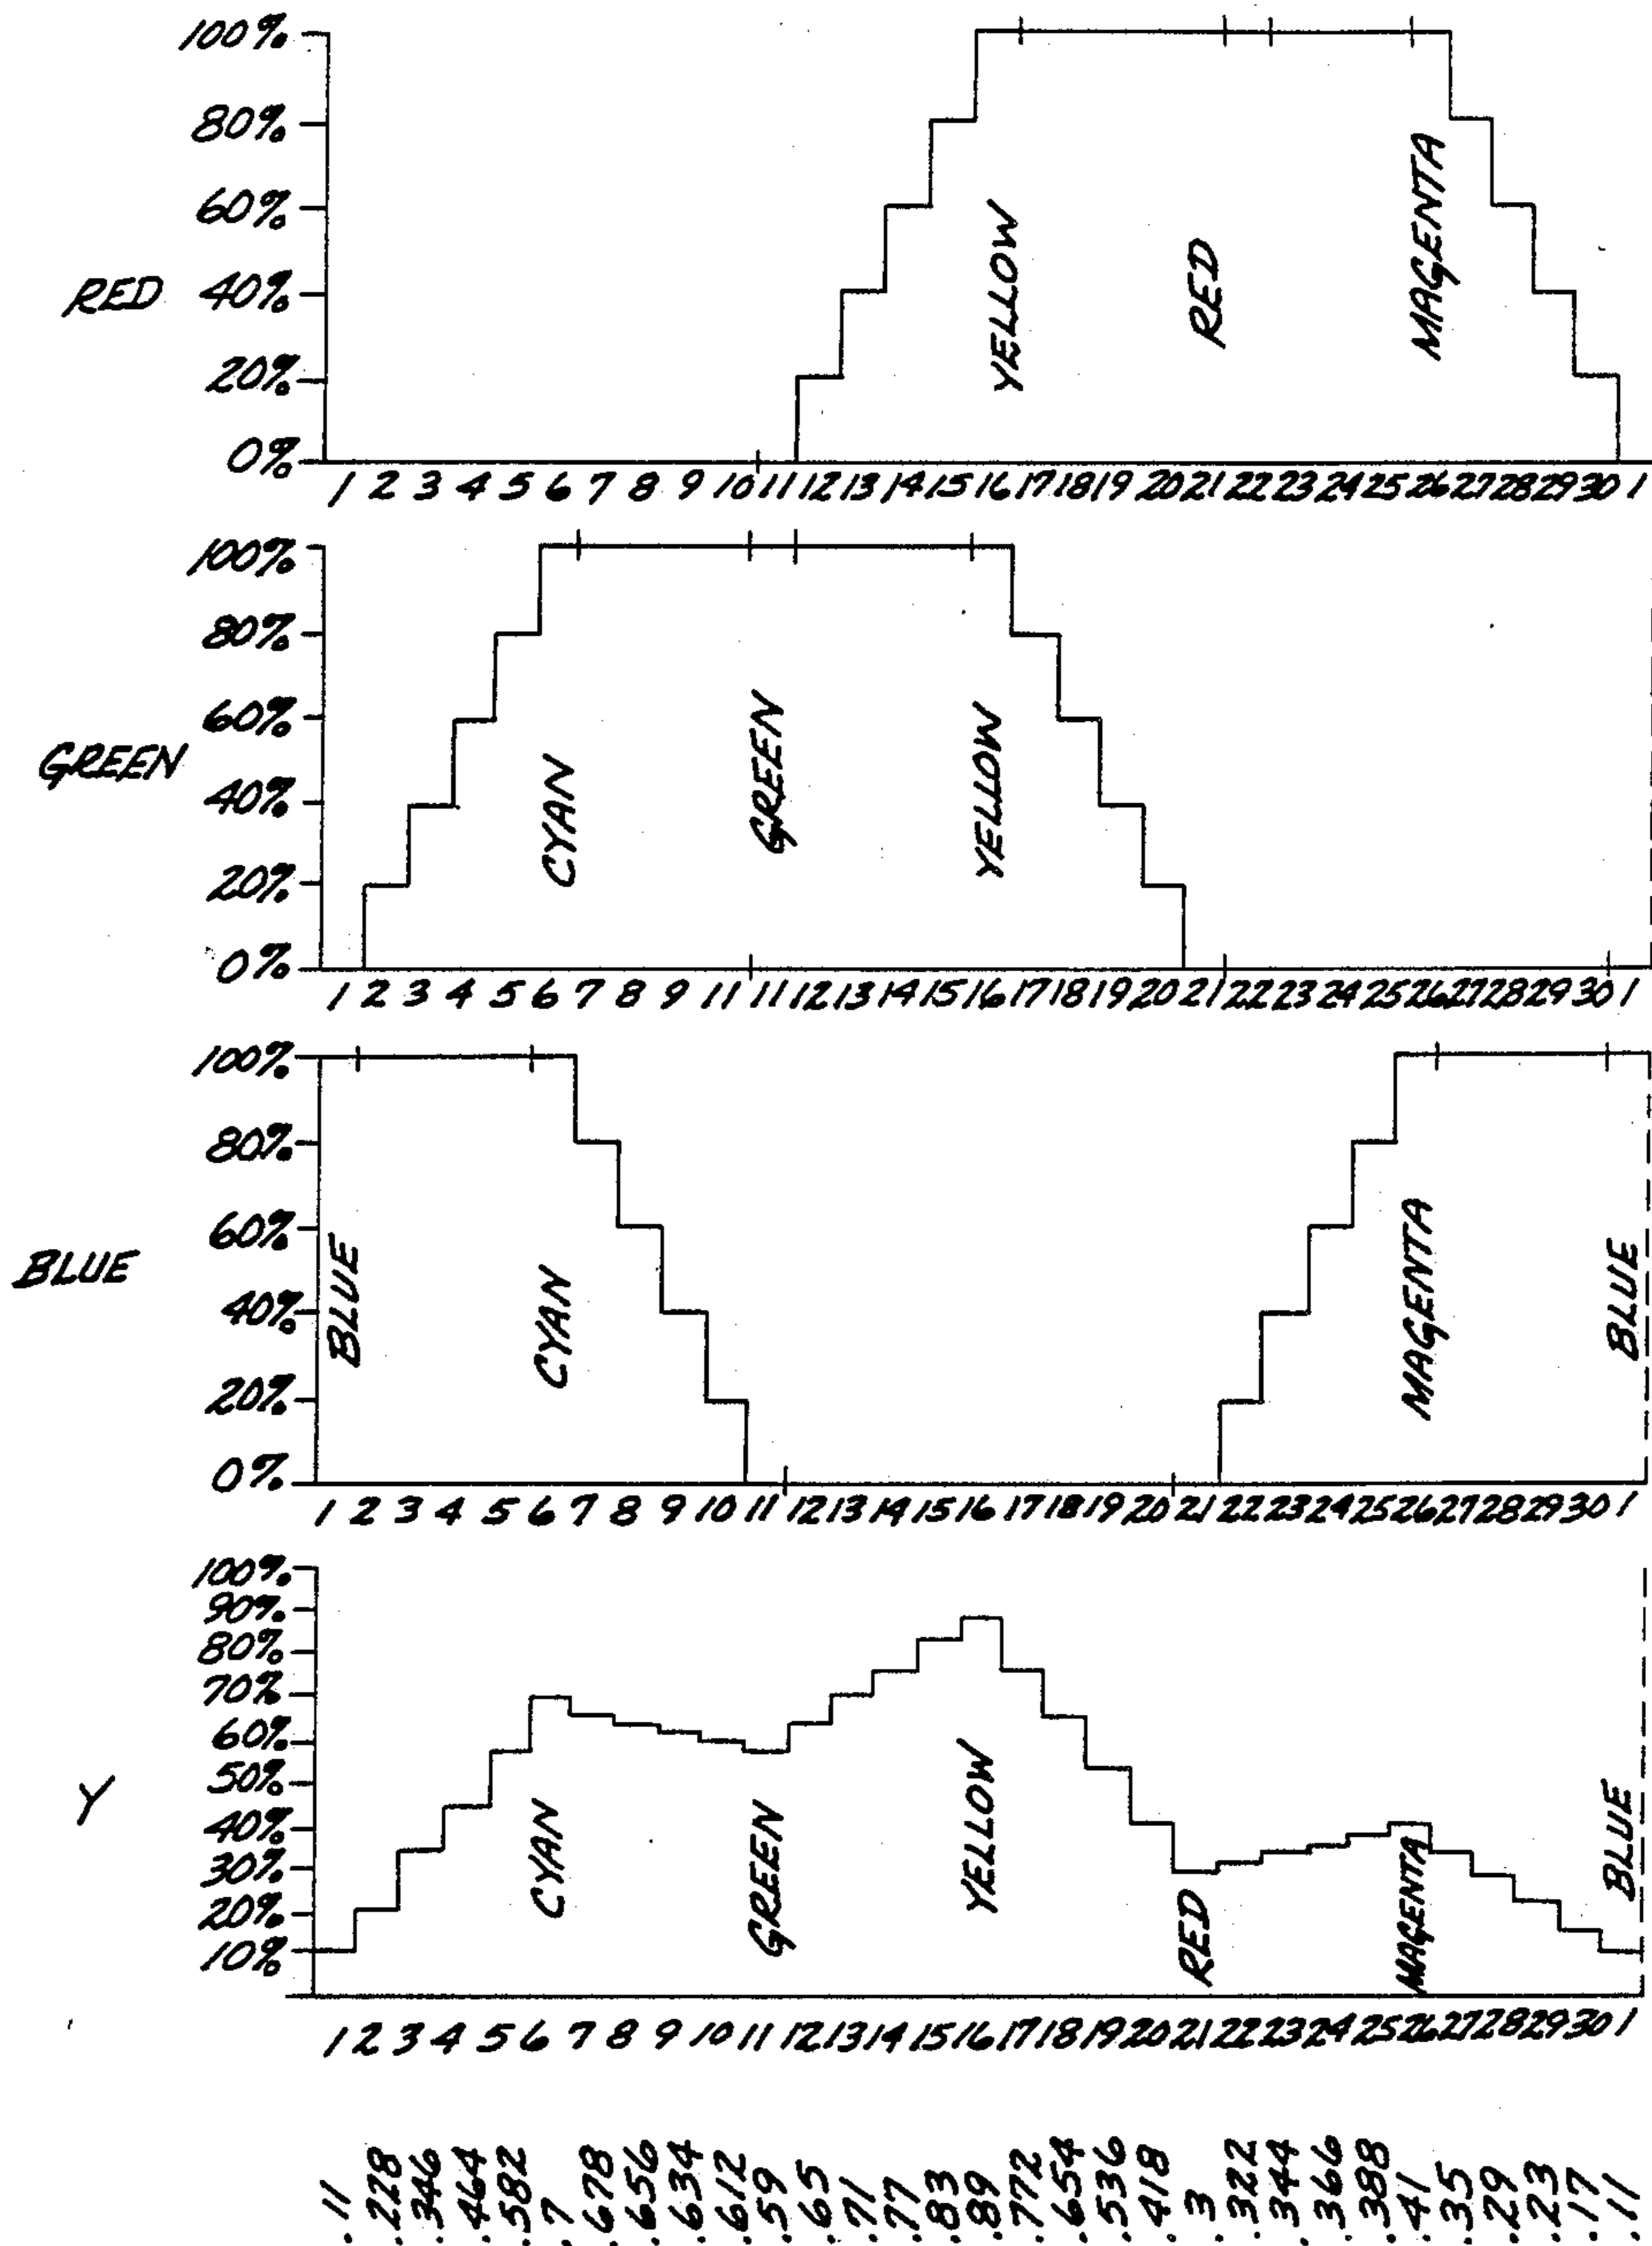 100%
80%
60%
RED 40%
20%
0%
YELLOW
RED
MAGENTA
1 2 3 4 5 6 7 8 9 10 11 12 13 14 15 16 17 18 19 20 21 22 23 24 25 26 27 28 29 30 1
100%
80%
60%
GREEN
40%
20%
0%
CYAN
GREEN
YELLOW
1 2 3 4 5 6 7 8 9 11 11 12 13 14 15 16 17 18 19 20 21 22 23 24 25 26 27 28 29 30 1
100%
80%
60%
BLUE
40%
20%
0%
BLUE
CYAN
MAGENTA
BLUE
1 2 3 4 5 6 7 8 9 10 11 12 13 14 15 16 17 18 19 20 21 22 23 24 25 26 27 28 29 30 1
100%
90%
80%
70%
60%
50%
Y
40%
30%
20%
10%
CYAN
GREEN
YELLOW
RED
MAGENTA
BLUE
1 2 3 4 5 6 7 8 9 10 11 12 13 14 15 16 17 18 19 20 21 22 23 24 25 26 27 28 29 30 1
.11
.228
.346
.464
.582
.7
.678
.656
.634
.612
.59
.65
.71
.77
.83
.89
.772
.654
.536
.418
.3
.322
.344
.366
.388
.41
.35
.29
.23
.17
.11